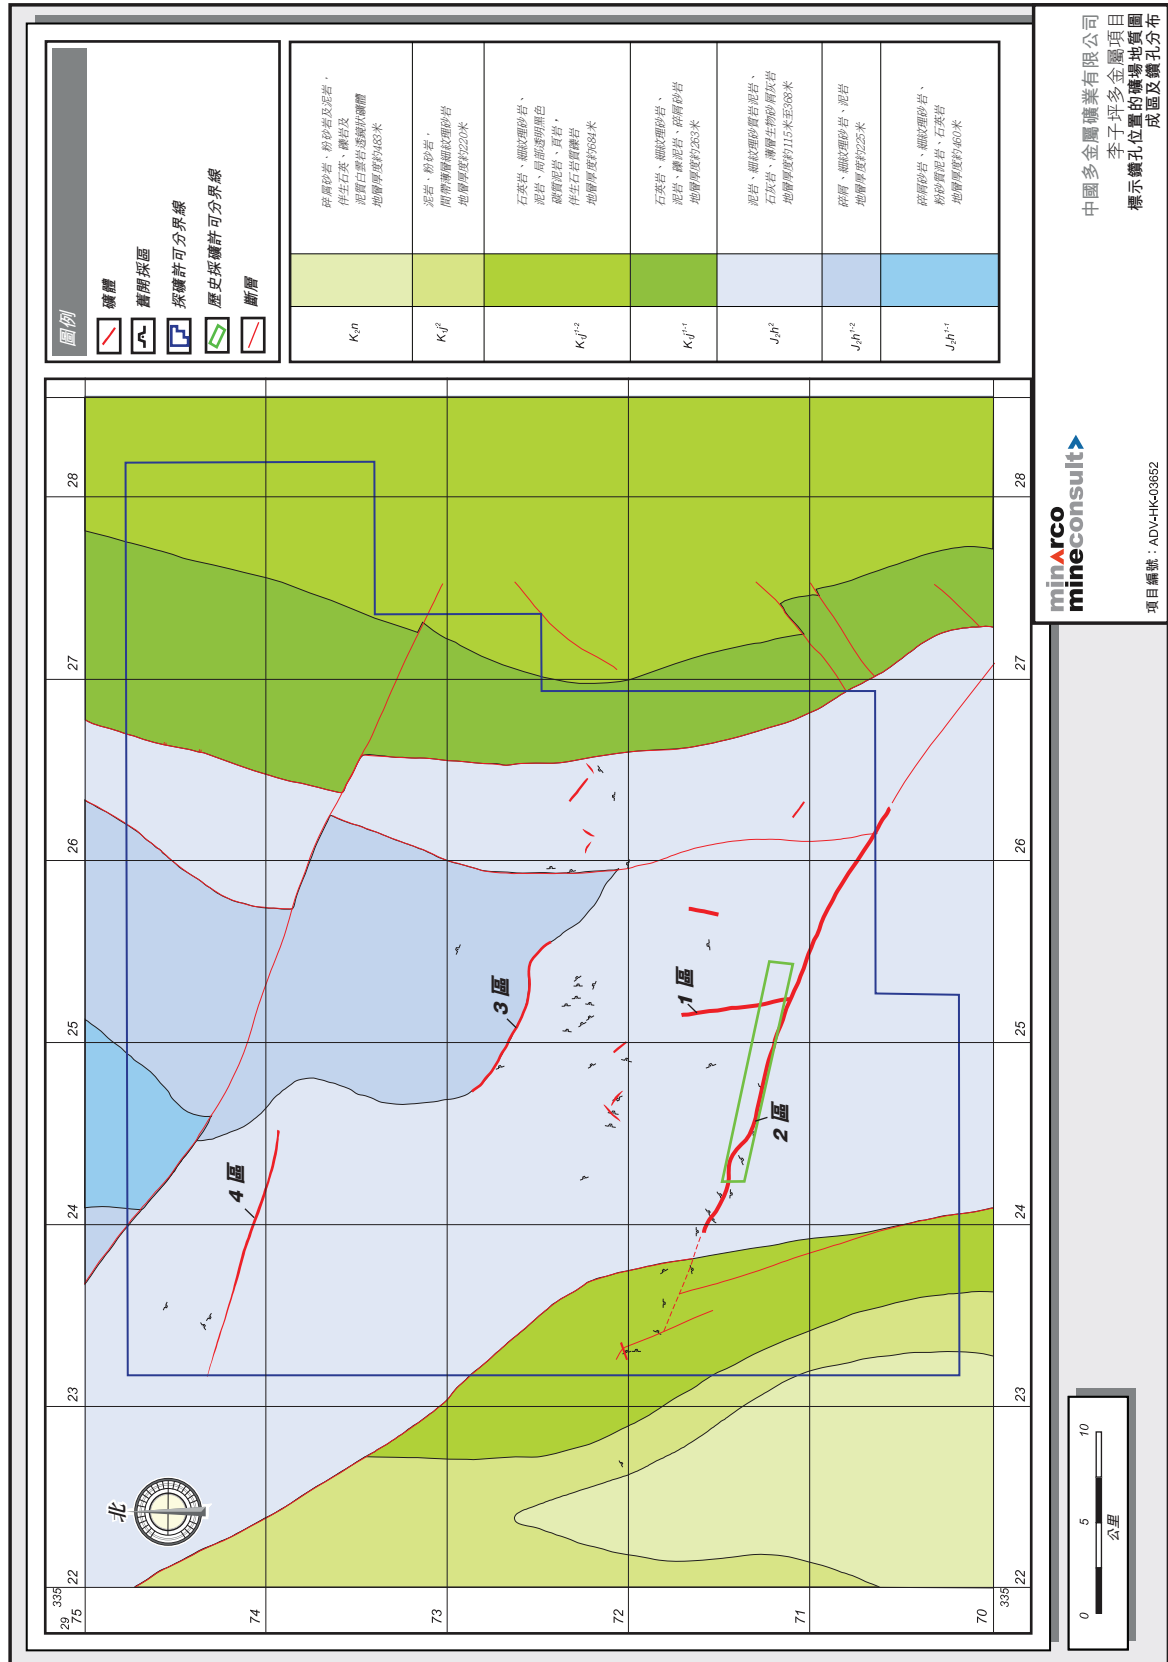 圖例
礦體
舊開採區
探礦許可分界線
歷史採礦許可分界線
斷層
K₂n
碎屑砂岩、粉砂岩及泥岩，
伴生石英、礫岩及
泥質白雲岩透鏡狀礦體
地層厚度約483米
K₁j²
泥岩、粉砂岩，
間帶薄層細紋理砂岩
地層厚度約220米
K₁j¹⁻²
石英岩、細紋理砂岩、
泥岩、局部透明黑色
碳質泥岩、頁岩，
伴生石岩質礫岩
地層厚度約684米
K₁j¹⁻¹
石英岩、細紋理砂岩、
泥岩、礫泥岩、碎屑砂岩
地層厚度約263米
J₂h²
泥岩、細紋理砂質岩泥岩、
石灰岩、薄層生物砂屑灰岩
地層厚度約115米至368米
J₂h¹⁻²
碎屑、細紋理砂岩、泥岩
地層厚度約225米
J₂h¹⁻¹
碎屑砂岩、細紋理砂岩、
粉砂質泥岩、石英岩
地層厚度約460米
28
27
26
25
24
23
22
28
27
26
25
24
23
22
335
335
29
75
74
73
72
71
70
1 區
2 區
3 區
4 區
北
0
5
10
公里
minarco
mineconsult
項目編號：ADV-HK-03652
中國多金屬礦業有限公司
李子坪多金屬項目
標示鑽孔位置的礦場地質圖
成區及鑽孔分布